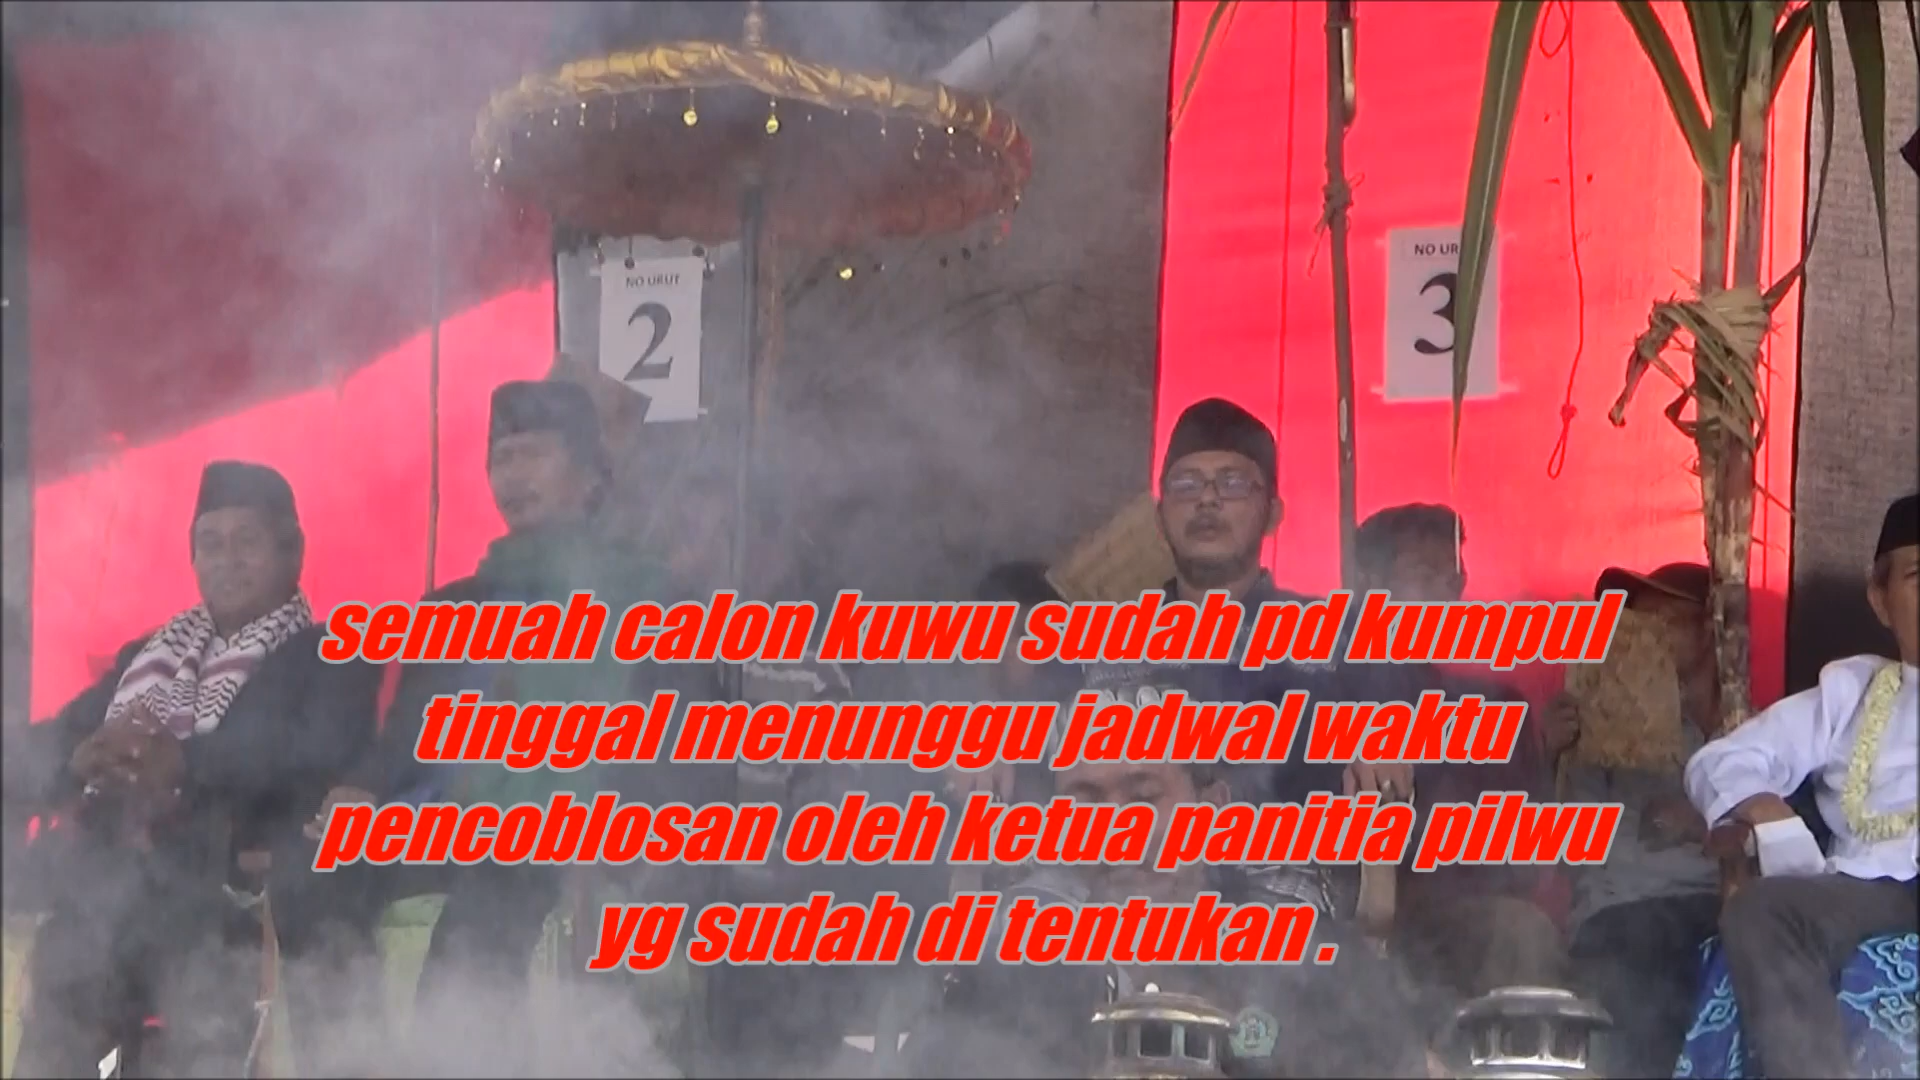 NO URUT
2
NO UR
3
semuah calon kuwu sudah pd kumpul
tinggal menunggu jadwal waktu
pencoblosan oleh ketua panitia pilwu
yg sudah di tentukan .